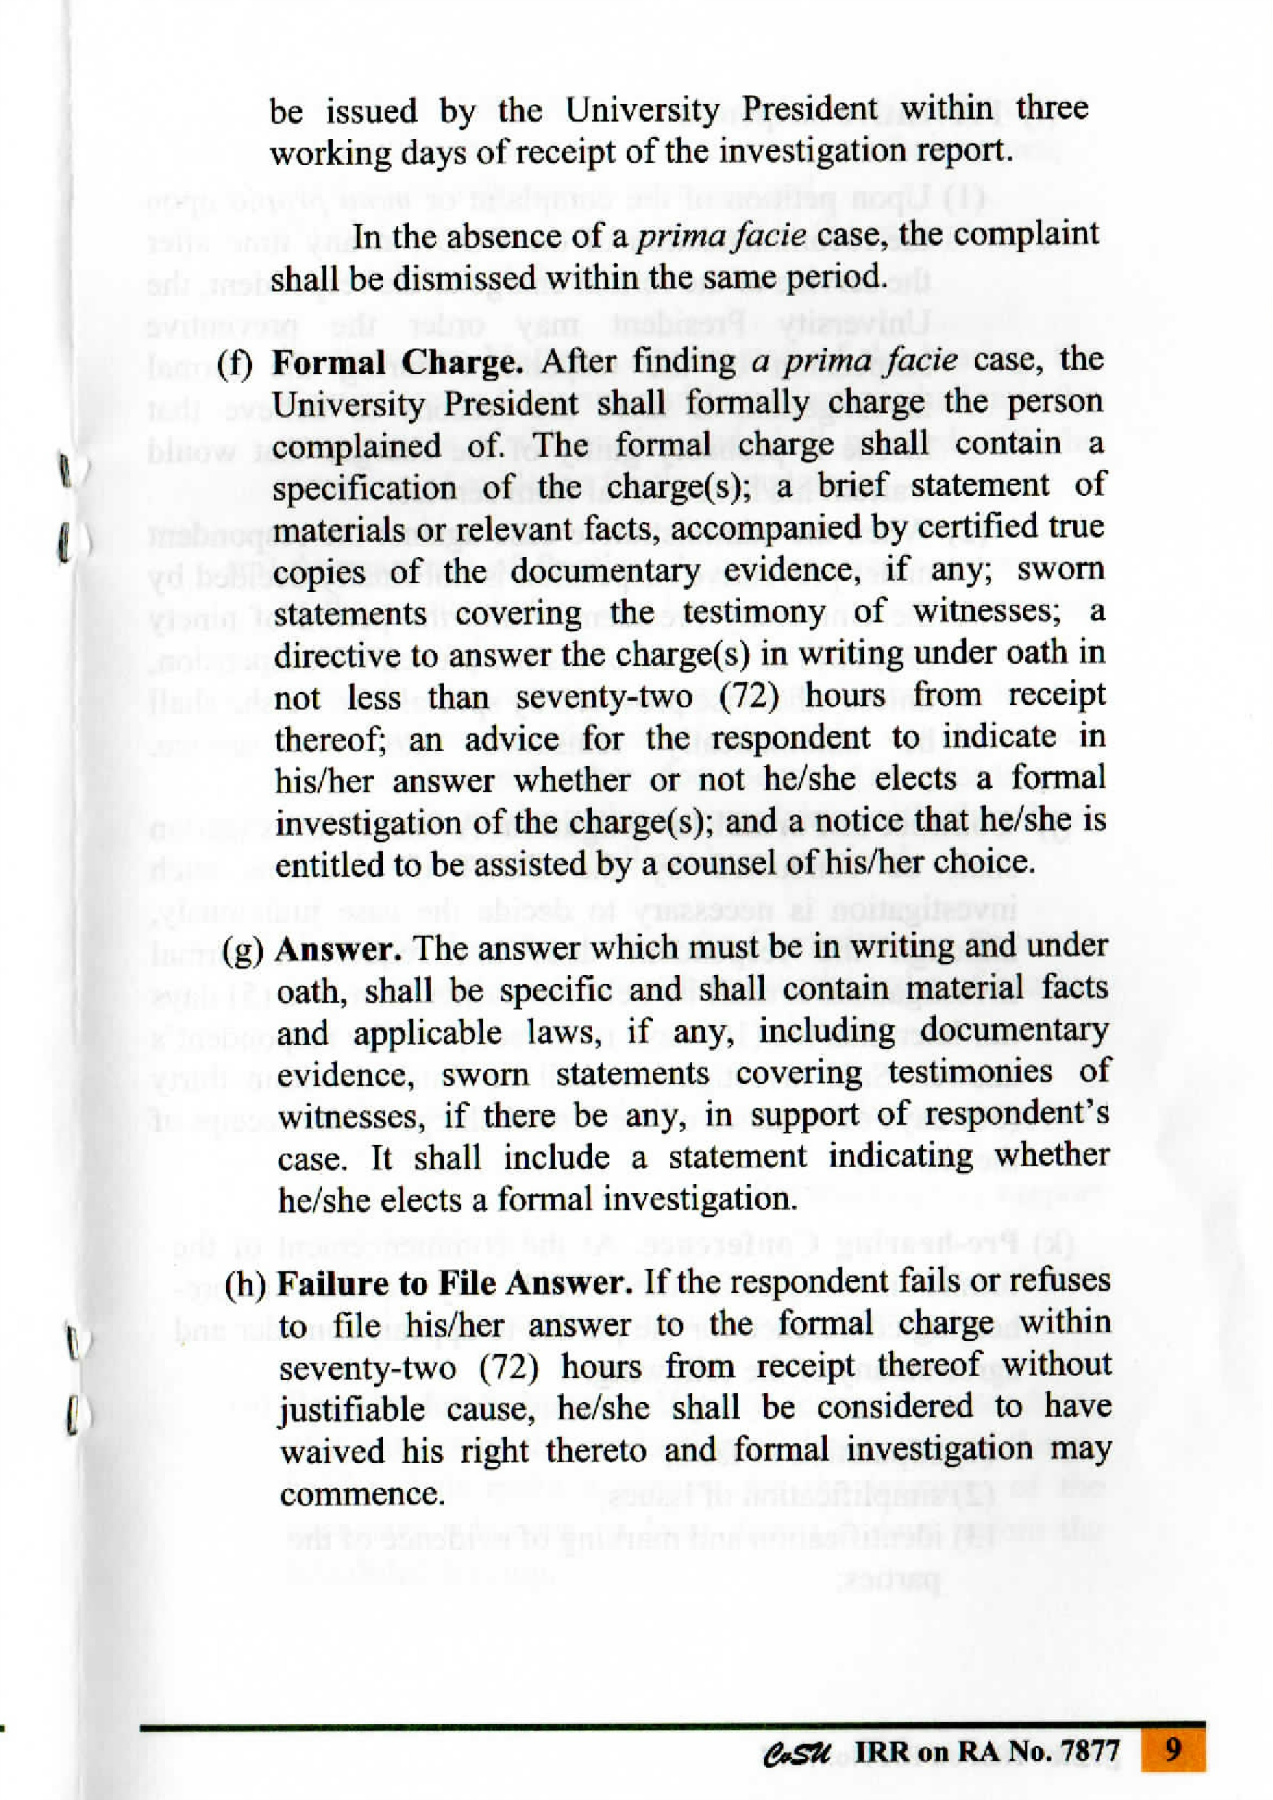 be issued by the University President within three
working days of receipt of the investigation report.
In the absence of a prima facie case, the complaint
shall be dismissed within the same period.
(f) Formal Charge. After finding a prima facie case, the
University President shall formally charge the person
complained of. The formal charge shall contain a
specification of the charge(s); a brief statement of
materials or relevant facts, accompanied by certified true
copies of the documentary evidence, if any; sworn
statements covering the testimony of witnesses; a
directive to answer the charge(s) in writing under oath in
not less than seventy-two (72) hours from receipt
thereof; an advice for the respondent to indicate in
his/her answer whether or not he/she elects a formal
investigation of the charge(s); and a notice that he/she is
entitled to be assisted by a counsel of his/her choice.
(g) Answer. The answer which must be in writing and under
oath, shall be specific and shall contain material facts
and applicable laws, if any, including documentary
evidence, sworn statements covering testimonies of
witnesses, if there be any, in support of respondent's
case. It shall include a statement indicating whether
he/she elects a formal investigation.
(h) Failure to File Answer. If the respondent fails or refuses
to file his/her answer to the formal charge within
seventy-two (72) hours from receipt thereof without
justifiable cause, he/she shall be considered to have
waived his right thereto and formal investigation may
commence.
CvSU IRR on RA No. 7877 9